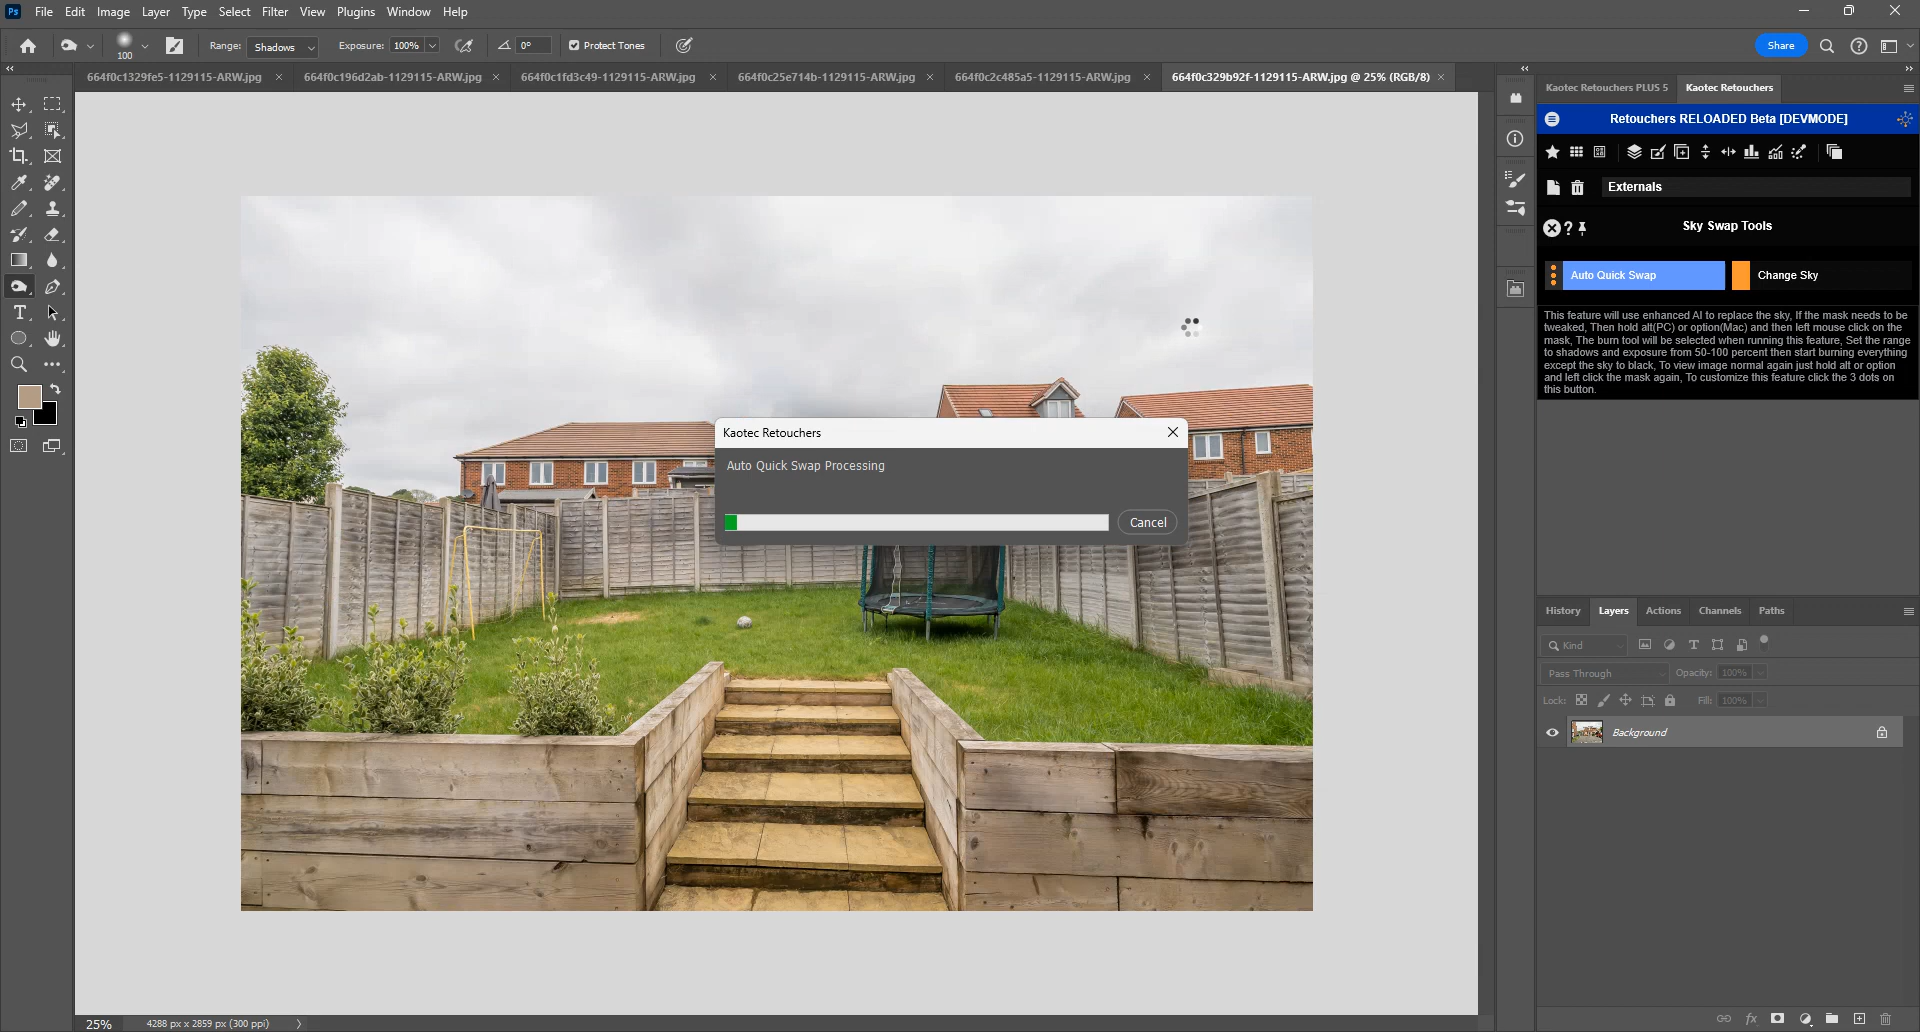 Ps File Edit Image Layer Type Select Filter View Plugins Window Help
100 Range: Shadows Exposure: 100% 0° Protect Tones Share
664f0c1329fe5-1129115-ARW.jpg 664f0c196d2ab-1129115-ARW.jpg 664f0c1fd3c49-1129115-ARW.jpg 664f0c25e714b-1129115-ARW.jpg 664f0c2c485a5-1129115-ARW.jpg 664f0c329b92f-1129115-ARW.jpg @ 25% (RGB/8)
Kaotec Retouchers PLUS 5 Kaotec Retouchers
Retouchers RELOADED Beta [DEVMODE]
Externals
Sky Swap Tools
Auto Quick Swap Change Sky
This feature will use enhanced AI to replace the sky, If the mask needs to be
tweaked, Then hold alt(PC) or option(Mac) and then left mouse click on the
mask, The burn tool will be selected when running this feature, Set the range
to shadows and exposure from 50-100 percent then start burning everything
except the sky to black, To view image normal again just hold alt or option
and left click the mask again, To customize this feature click the 3 dots on
this button.
Kaotec Retouchers
Auto Quick Swap Processing
Cancel
History Layers Actions Channels Paths
Kind
Pass Through Opacity: 100%
Lock: Fill: 100%
Background
25% 4288 px x 2859 px (300 ppi)